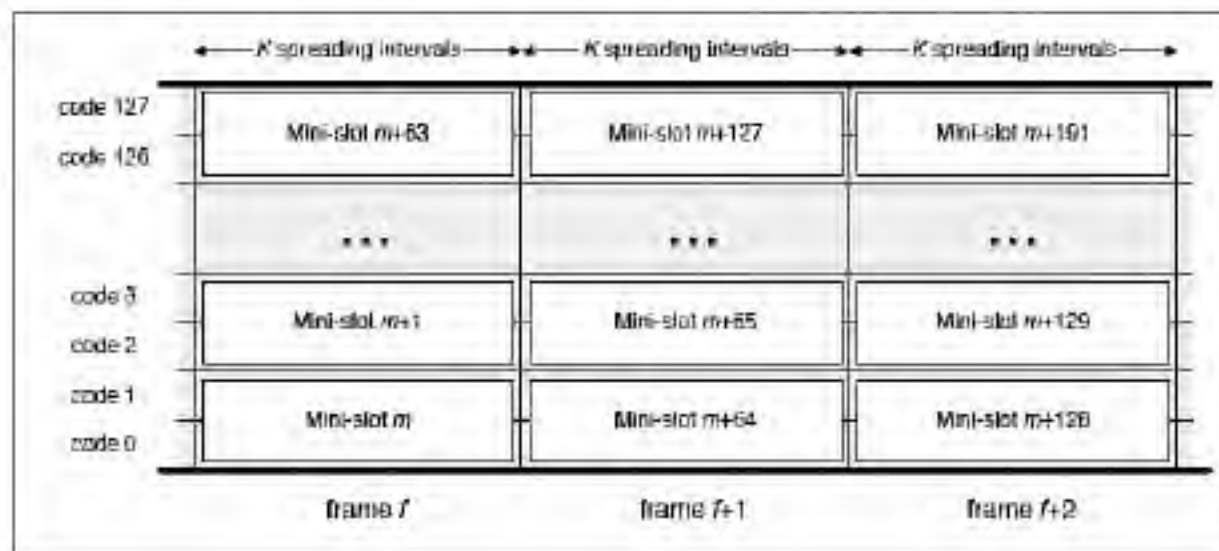 K spreading intervals K spreading intervals K spreading intervals
code 127
Mini-slot m+63 Mini-slot m+127 Mini-slot m+191
code 126
... ... ...
code 3
Mini-slot m+1 Mini-slot m+65 Mini-slot m+129
code 2
code 1
Mini-slot m Mini-slot m+64 Mini-slot m+128
code 0
frame f frame f+1 frame f+2